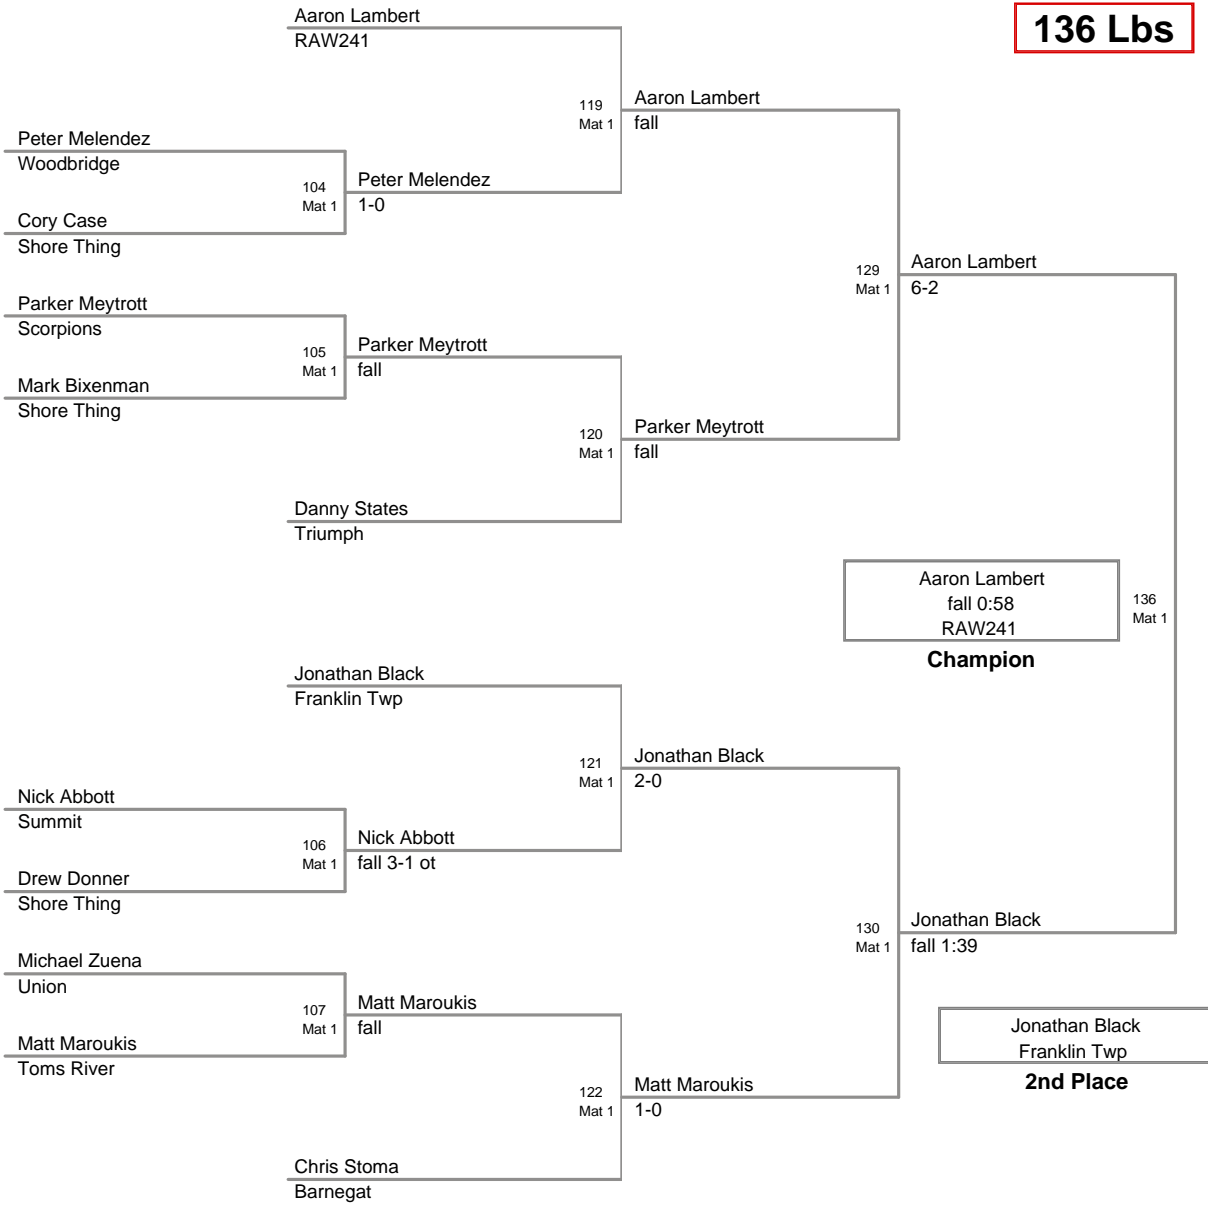 Aaron Lambert
RAW241
136 Lbs
119
Mat 1
Aaron Lambert
fall
Peter Melendez
Woodbridge
104
Mat 1
Peter Melendez
1-0
Cory Case
Shore Thing
129
Mat 1
Aaron Lambert
6-2
Parker Meytrott
Scorpions
105
Mat 1
Parker Meytrott
fall
Mark Bixenman
Shore Thing
120
Mat 1
Parker Meytrott
fall
Danny States
Triumph
Aaron Lambert
fall 0:58
RAW241
Champion
136
Mat 1
Jonathan Black
Franklin Twp
121
Mat 1
Jonathan Black
2-0
Nick Abbott
Summit
106
Mat 1
Nick Abbott
fall 3-1 ot
Drew Donner
Shore Thing
130
Mat 1
Jonathan Black
fall 1:39
Michael Zuena
Union
107
Mat 1
Matt Maroukis
fall
Matt Maroukis
Toms River
Jonathan Black
Franklin Twp
2nd Place
122
Mat 1
Matt Maroukis
1-0
Chris Stoma
Barnegat